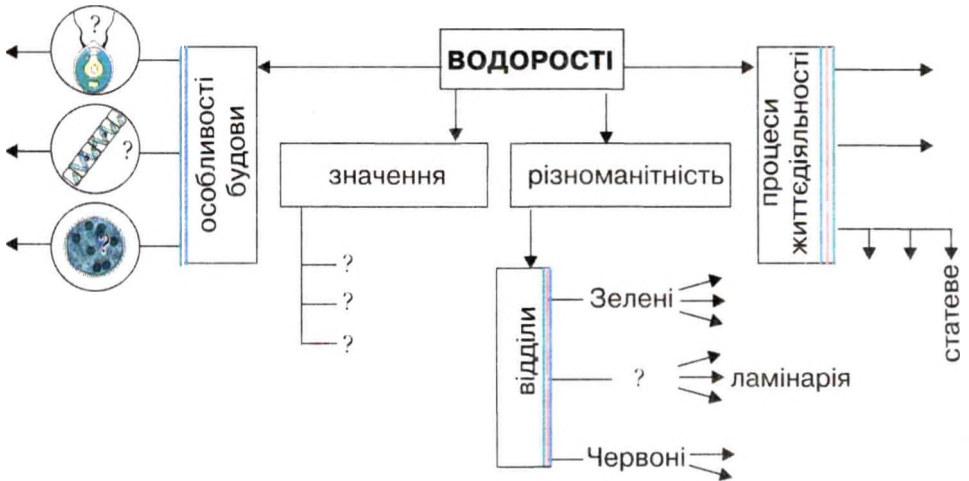 ВОДОРОСТІ
?
?
?
особливості
будови
значення
?
?
?
різноманітність
відділи
Зелені
?
ламінарія
Червоні
процеси
життєдіяльності
статеве